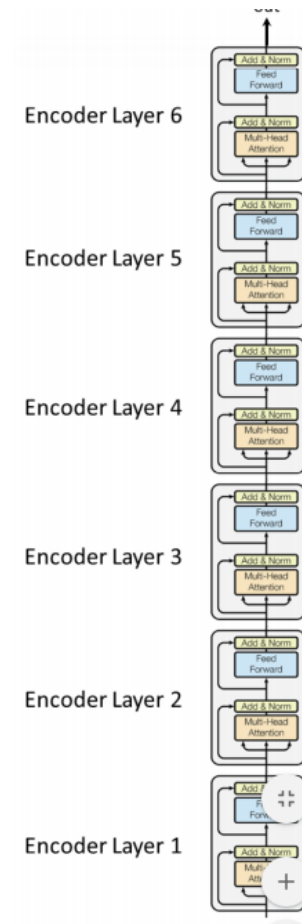 Encoder Layer 6
Add & Norm
Feed
Forward
Add & Norm
Multi-Head
Attention
Encoder Layer 5
Add & Norm
Feed
Forward
Add & Norm
Multi-Head
Attention
Encoder Layer 4
Add & Norm
Feed
Forward
Add & Norm
Multi-Head
Attention
Encoder Layer 3
Add & Norm
Feed
Forward
Add & Norm
Multi-Head
Attention
Encoder Layer 2
Add & Norm
Feed
Forward
Add & Norm
Multi-Head
Attention
Encoder Layer 1
Add & Norm